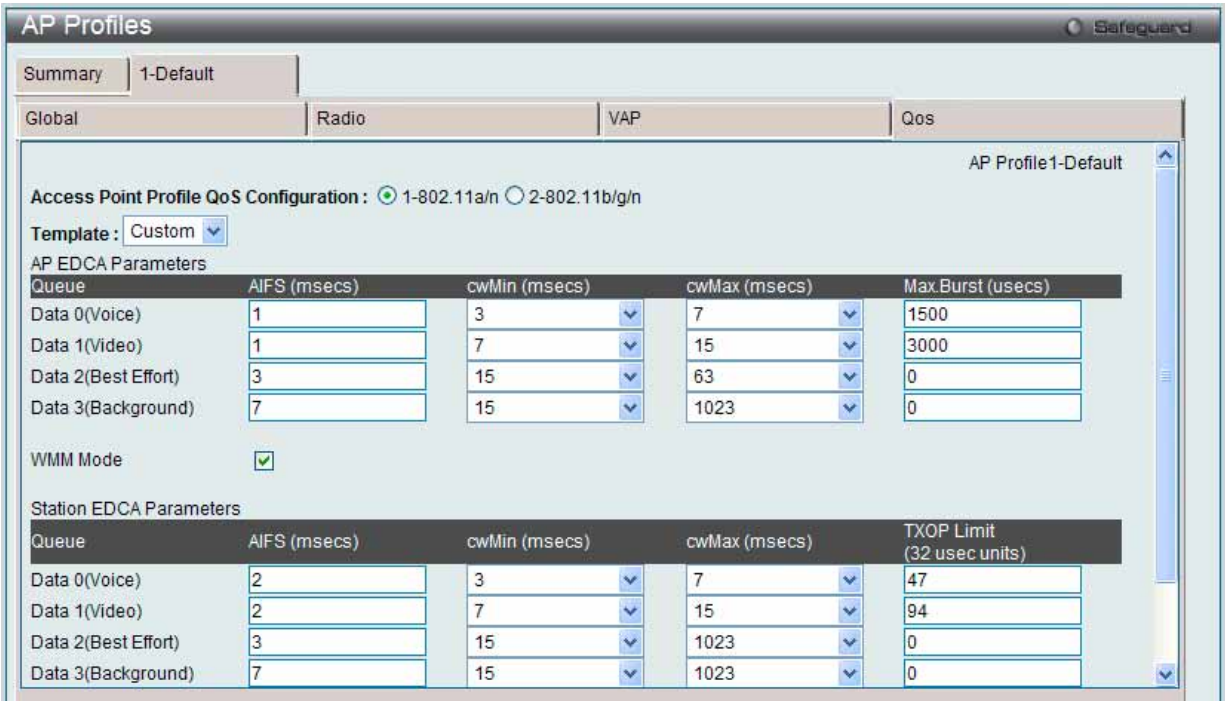 AP Profiles
Safeguard
Summary 1-Default
Global Radio VAP Qos
AP Profile1-Default
Access Point Profile QoS Configuration : 1-802.11a/n 2-802.11b/g/n
Template : Custom
AP EDCA Parameters
Queue AIFS (msecs) cwMin (msecs) cwMax (msecs) Max.Burst (usecs)
Data 0(Voice) 1 3 7 1500
Data 1(Video) 1 7 15 3000
Data 2(Best Effort) 3 15 63 0
Data 3(Background) 7 15 1023 0
WMM Mode
Station EDCA Parameters
Queue AIFS (msecs) cwMin (msecs) cwMax (msecs) TXOP Limit
(32 usec units)
Data 0(Voice) 2 3 7 47
Data 1(Video) 2 7 15 94
Data 2(Best Effort) 3 15 1023 0
Data 3(Background) 7 15 1023 0